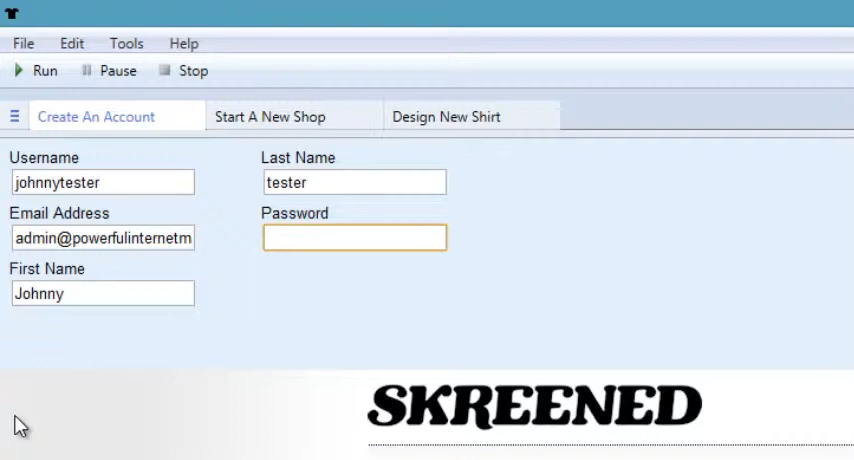 File Edit Tools Help
Run Pause Stop
Create An Account Start A New Shop Design New Shirt
Username Last Name
johnnytester tester
Email Address Password
admin@powerfulinternetm
First Name
Johnny
SKREENED